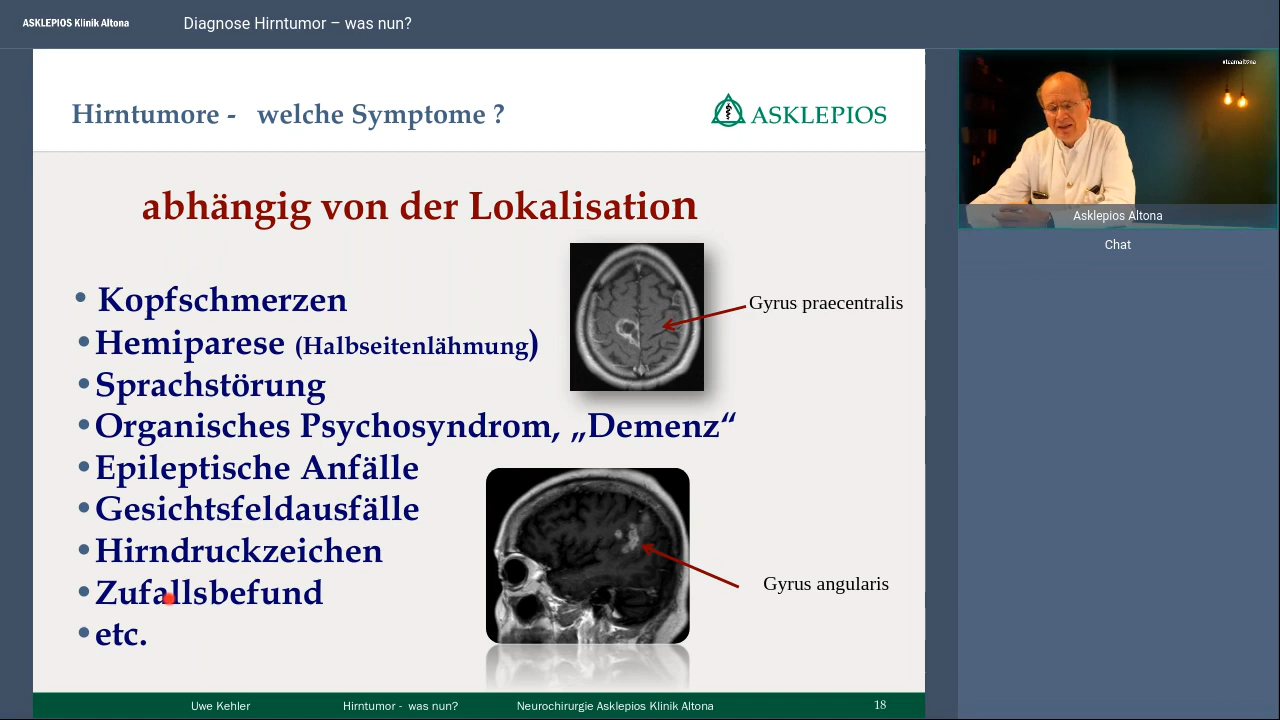 ASKLEPIOS Klinik Altona
Diagnose Hirntumor – was nun?
Hirntumore - welche Symptome ?
ASKLEPIOS
abhängig von der Lokalisation
• Kopfschmerzen
Gyrus praecentralis
• Hemiparese (Halbseitenlähmung)
• Sprachstörung
• Organisches Psychosyndrom, „Demenz“
• Epileptische Anfälle
• Gesichtsfeldausfälle
• Hirndruckzeichen
Gyrus angularis
• Zufallsbefund
• etc.
Uwe Kehler
Hirntumor - was nun?
Neurochirurgie Asklepios Klinik Altona
18
Asklepios Altona
Chat